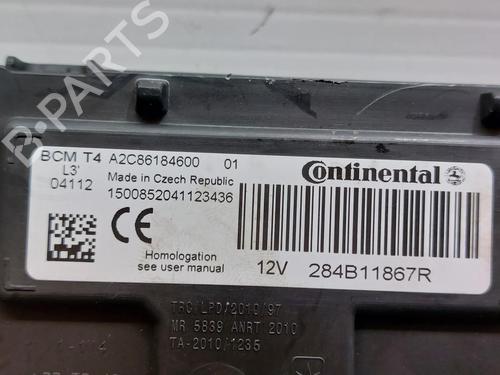 B-PARTS
BCM T4 A2C86184600 01
L3'
04112
Made in Czech Republic
1500852041123436
CE
Homologation
see user manual
Continental
12V 284B11867R
TRC/LPD/2010/97
MR 5839 ANRT 2010
TA-2010/1235